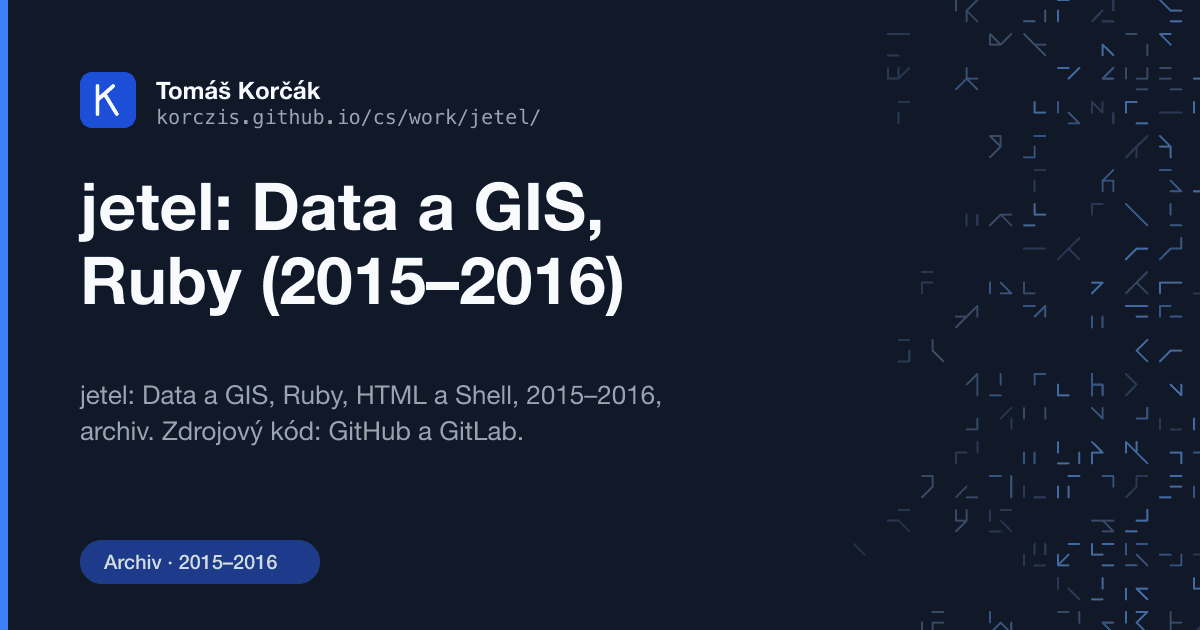 K
Tomáš Korčák
korczis.github.io/cs/work/jetel/
jetel: Data a GIS,
Ruby (2015–2016)
jetel: Data a GIS, Ruby, HTML a Shell, 2015–2016,
archiv. Zdrojový kód: GitHub a GitLab.
Archiv · 2015–2016